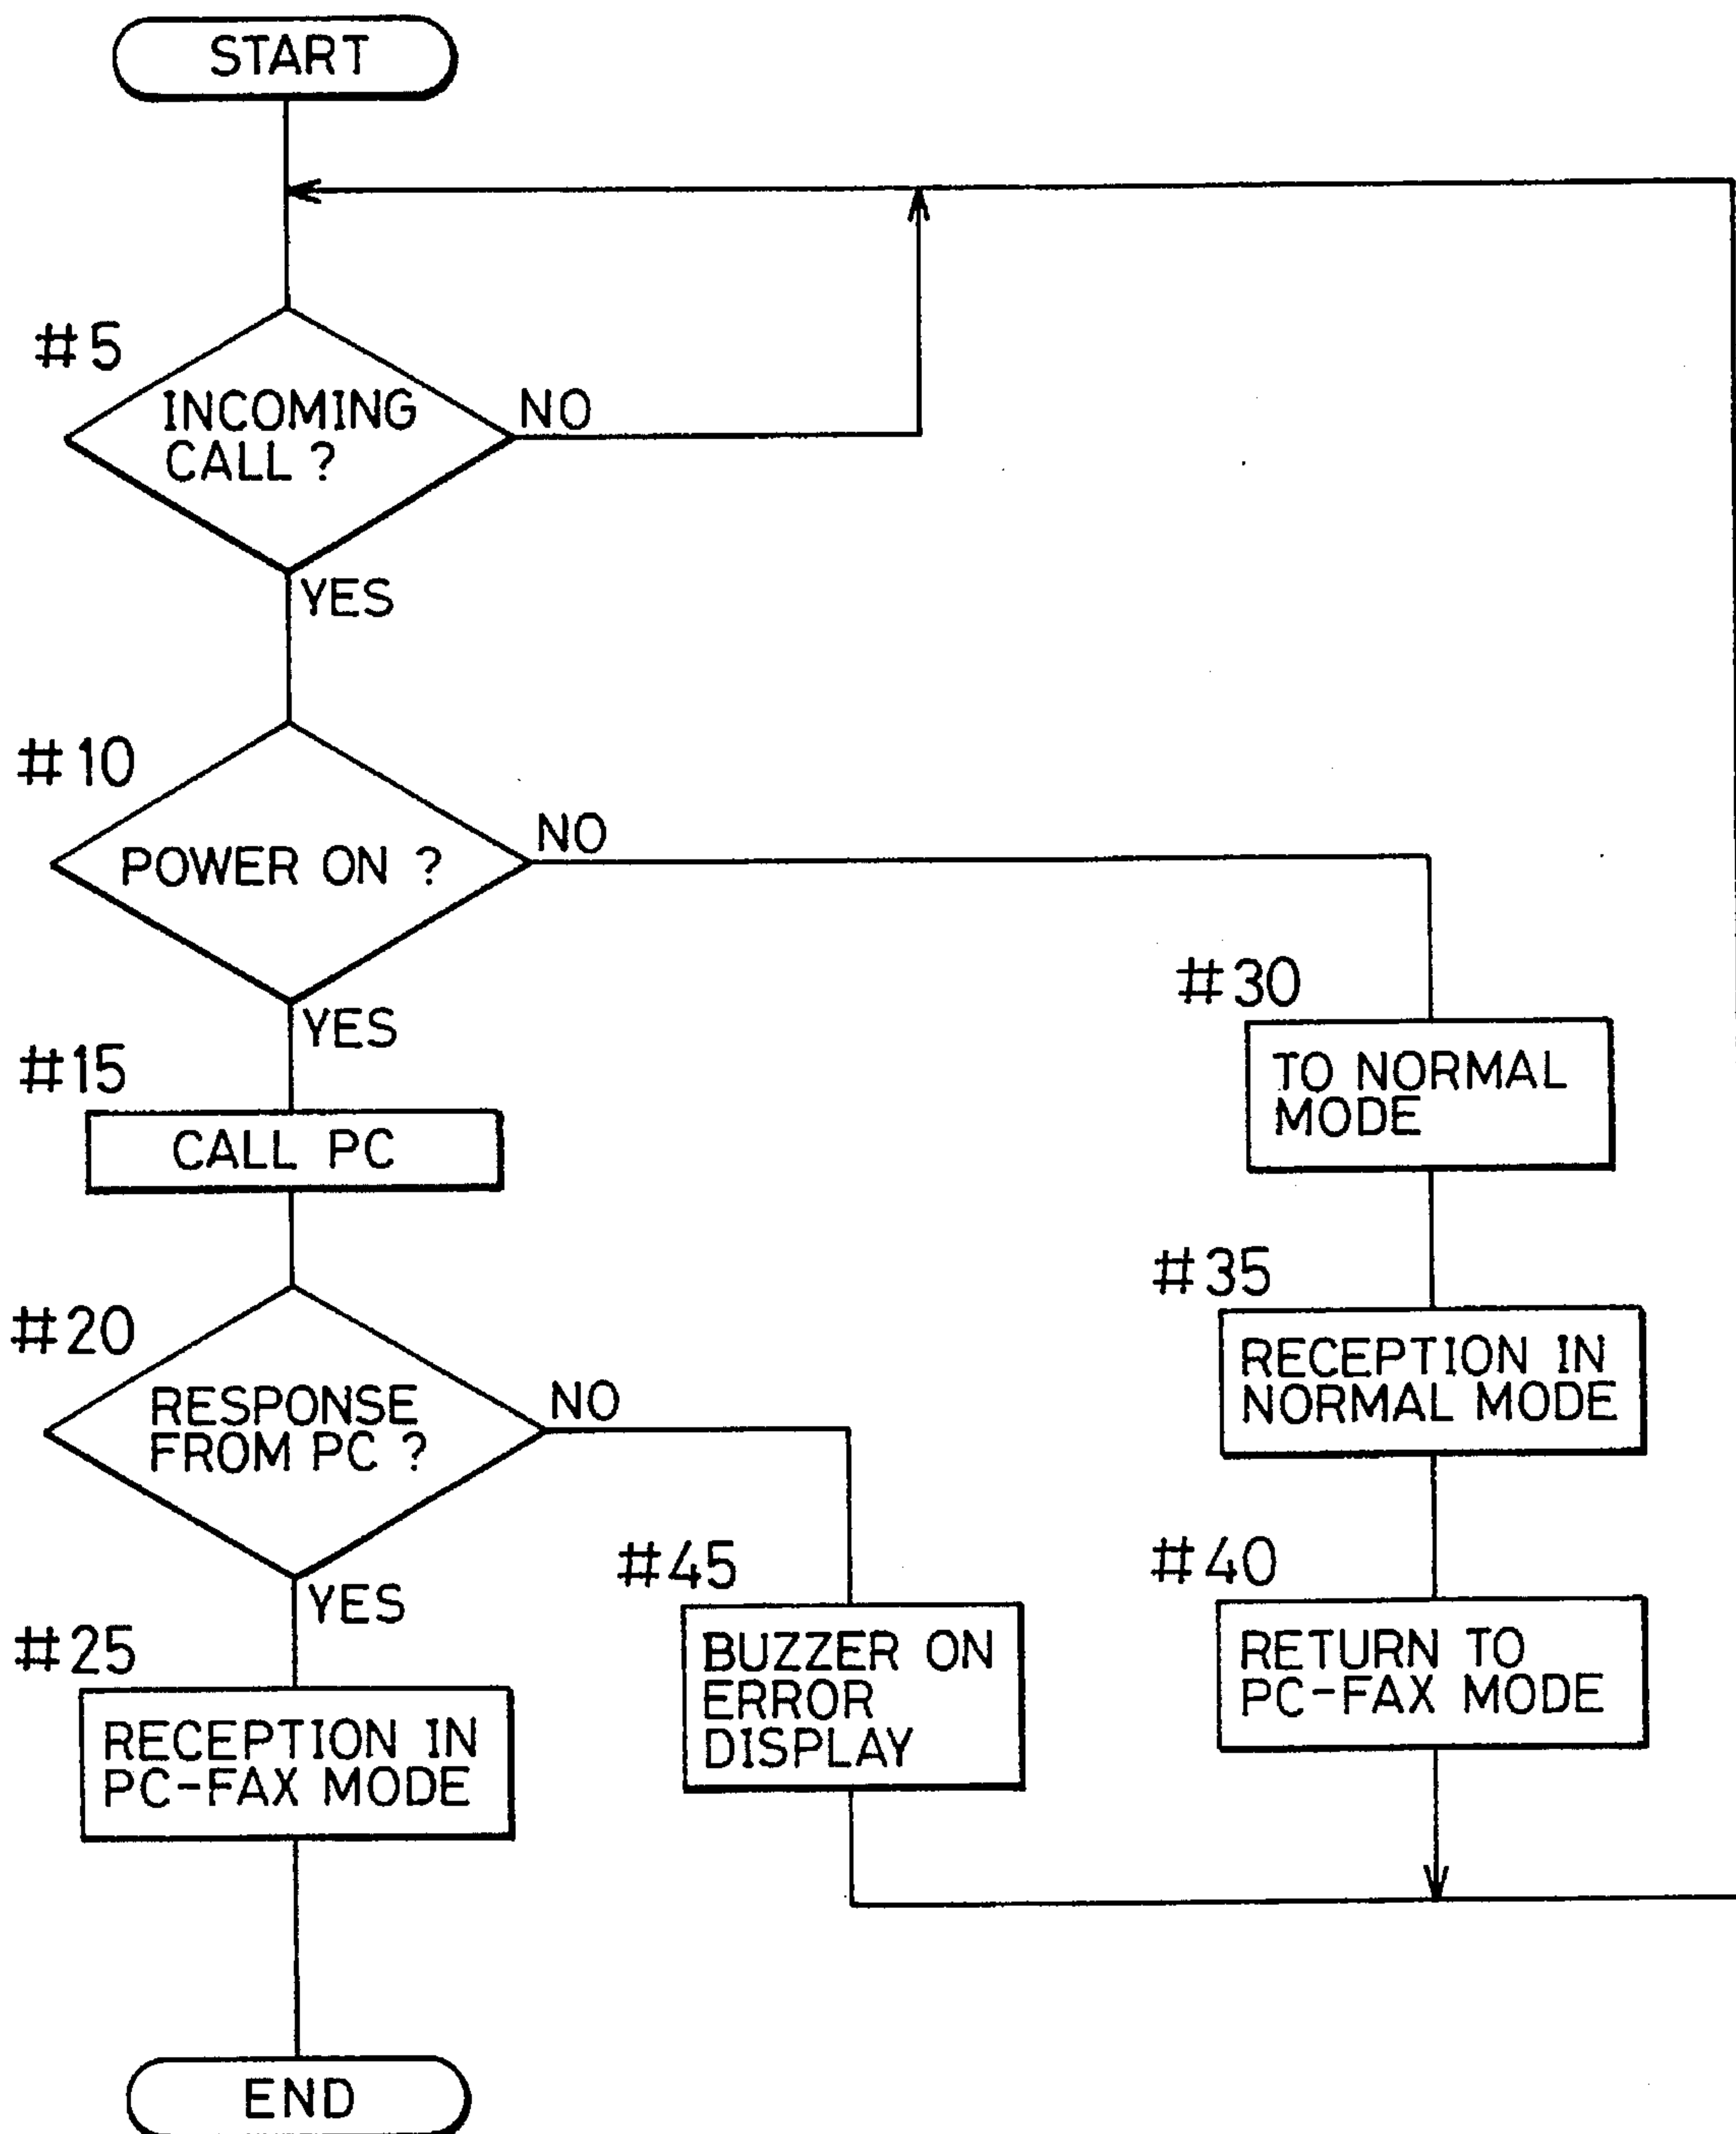 START
#5
INCOMING
CALL ?
NO
YES
#10
POWER ON ?
NO
YES
#15
CALL PC
#20
RESPONSE
FROM PC ?
NO
YES
#25
RECEPTION IN
PC-FAX MODE
END
#45
BUZZER ON
ERROR
DISPLAY
#30
TO NORMAL
MODE
#35
RECEPTION IN
NORMAL MODE
#40
RETURN TO
PC-FAX MODE